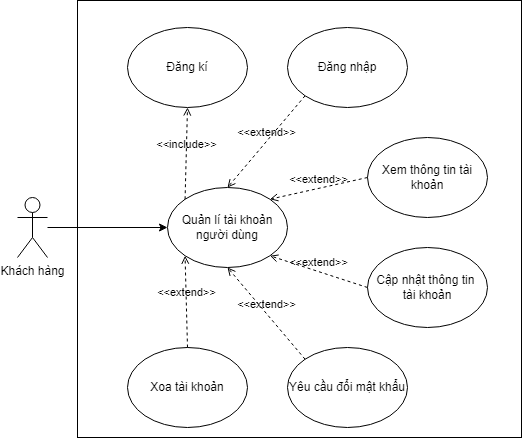 Đăng kí
Đăng nhập
<<extend>>
<<include>>
Xem thông tin tài
khoản
<<extend>>
Quản lí tài khoản
người dùng
Khách hàng
<<extend>>
Cập nhật thông tin
tài khoản
<<extend>>
<<extend>>
Xoa tài khoản
Yêu cầu đổi mật khẩu